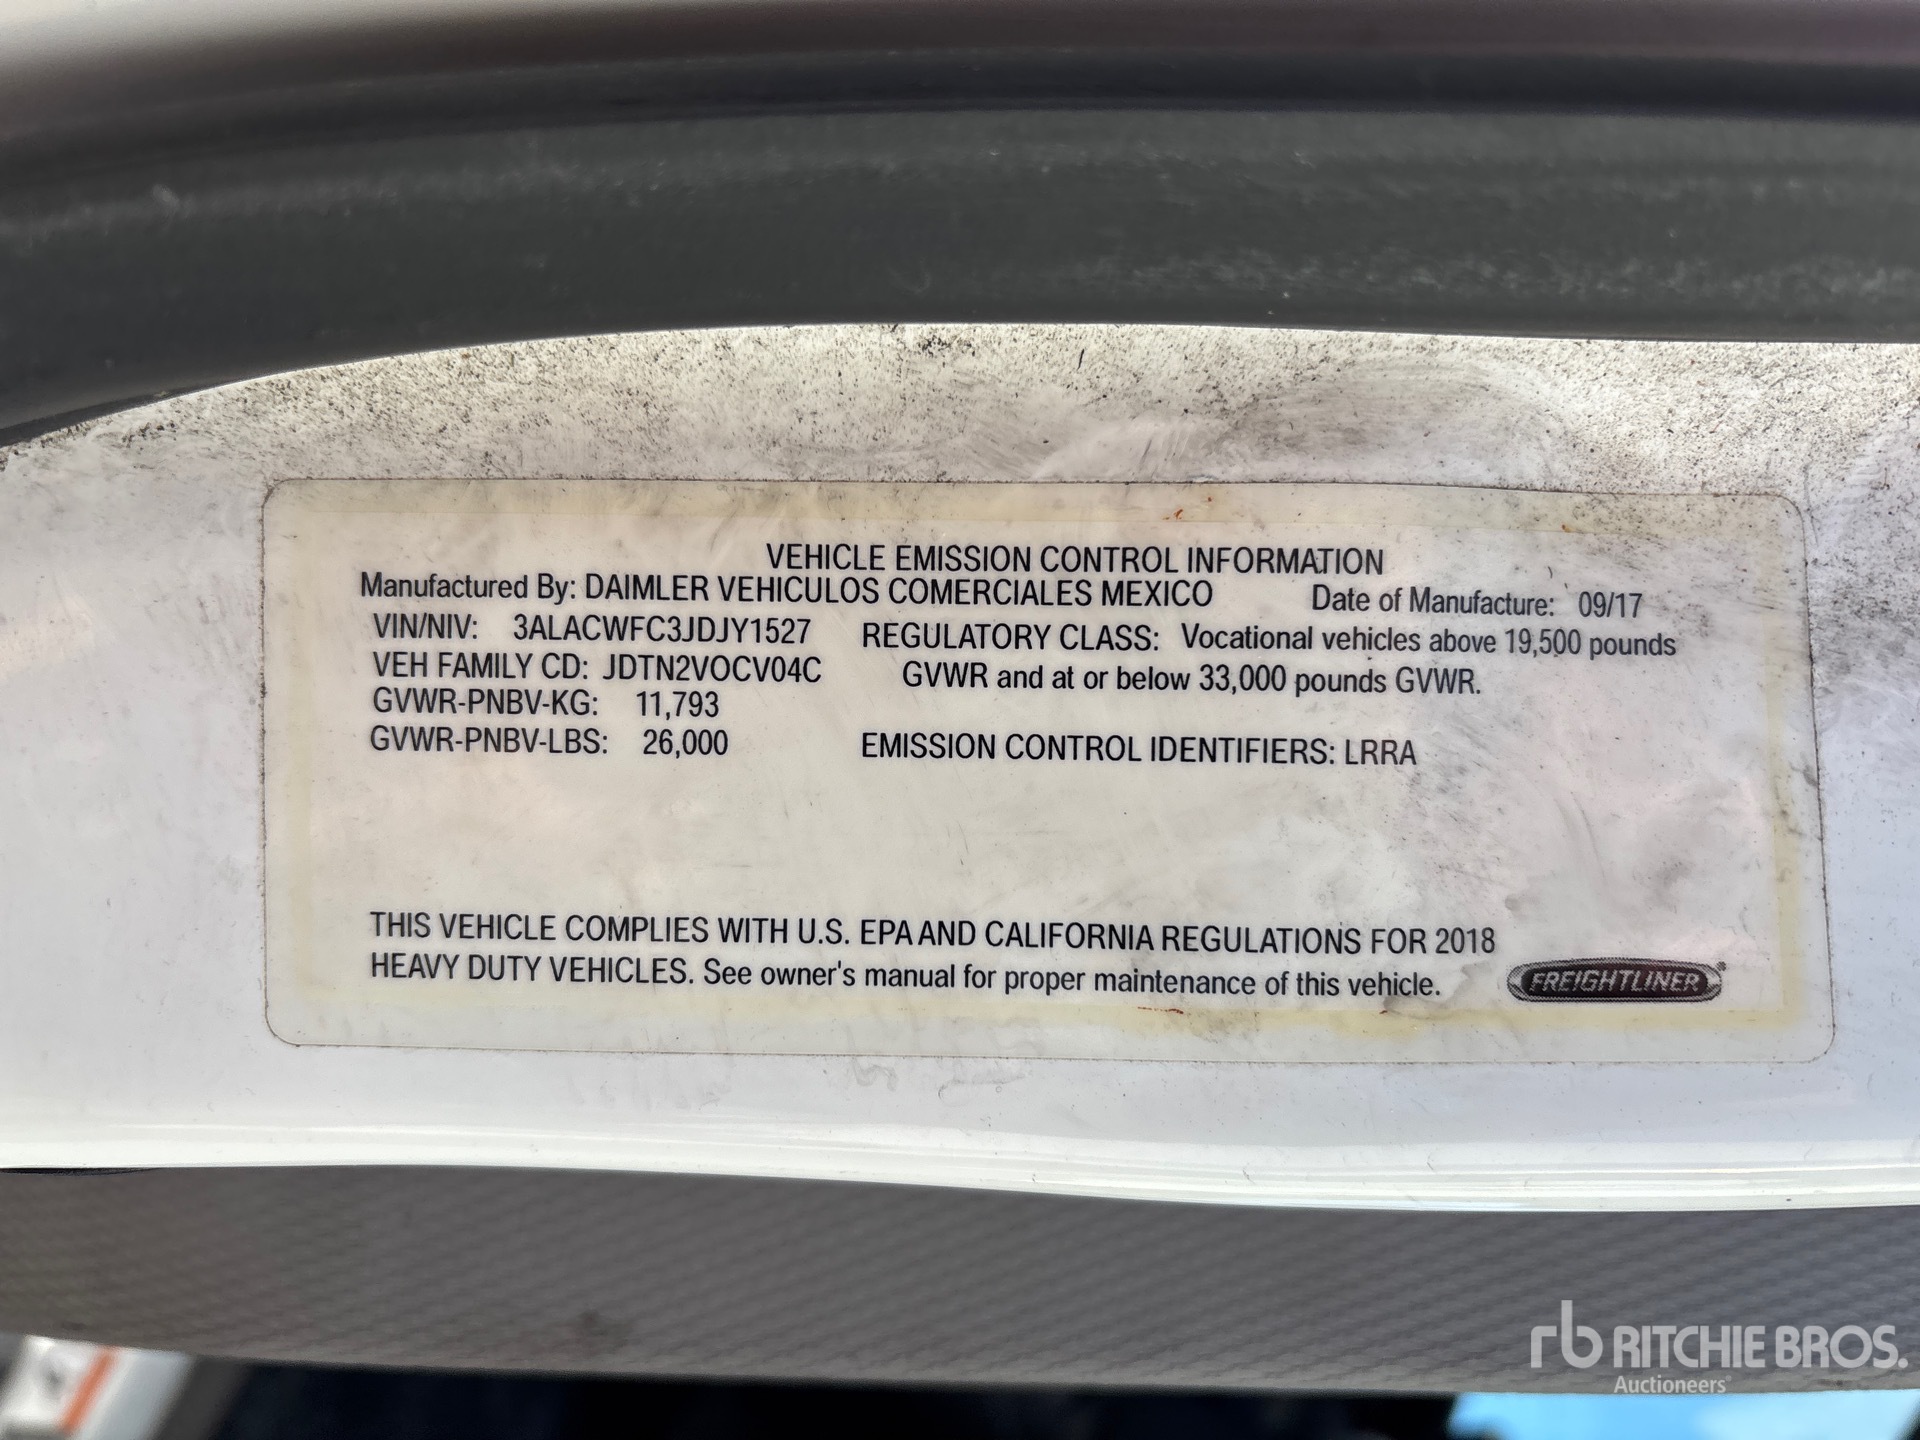 VEHICLE EMISSION CONTROL INFORMATION
Manufactured By: DAIMLER VEHICULOS COMERCIALES MEXICO Date of Manufacture: 09/17
VIN/NIV: 3ALACWFC3JDJY1527 REGULATORY CLASS: Vocational vehicles above 19,500 pounds
VEH FAMILY CD: JDTN2VOCV04C GVWR and at or below 33,000 pounds GVWR.
GVWR-PNBV-KG: 11,793
GVWR-PNBV-LBS: 26,000 EMISSION CONTROL IDENTIFIERS: LRRA
THIS VEHICLE COMPLIES WITH U.S. EPA AND CALIFORNIA REGULATIONS FOR 2018
HEAVY DUTY VEHICLES. See owner's manual for proper maintenance of this vehicle.
FREIGHTLINER®
rb RITCHIE BROS.
Auctioneers